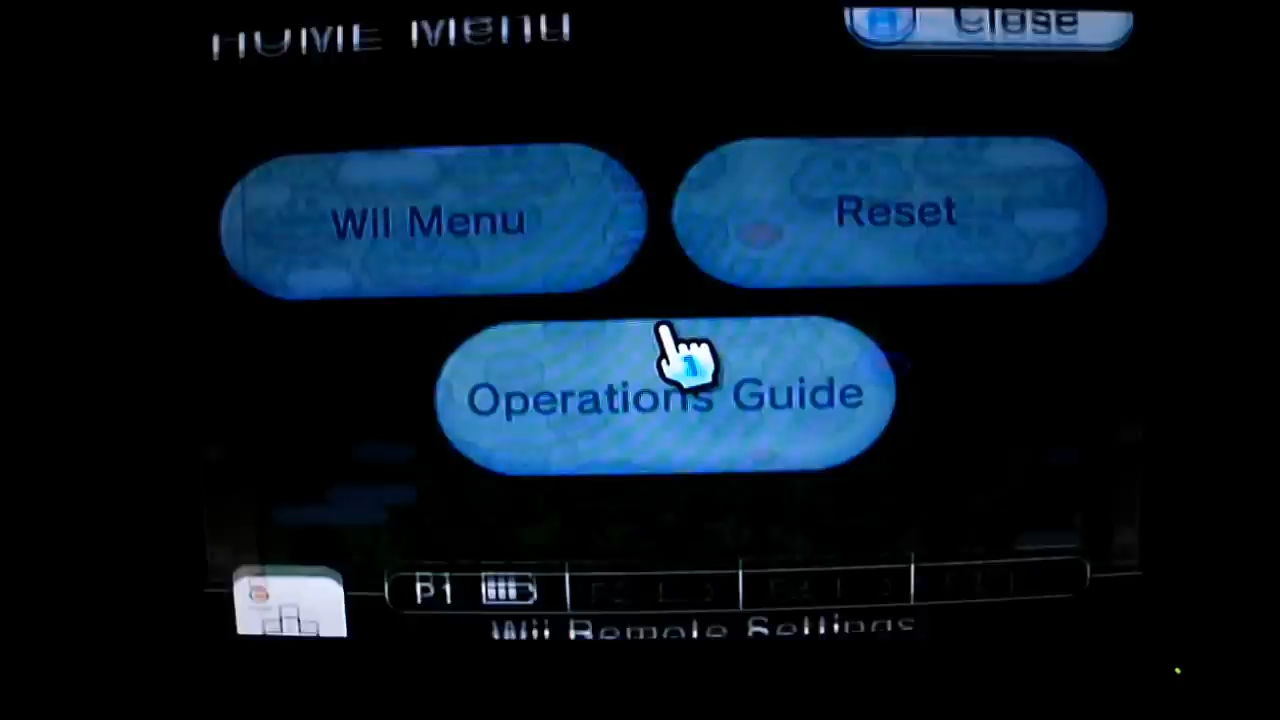 HOME Menu
Close
Wii Menu
Reset
Operations Guide
P1
Wii Remote Settings